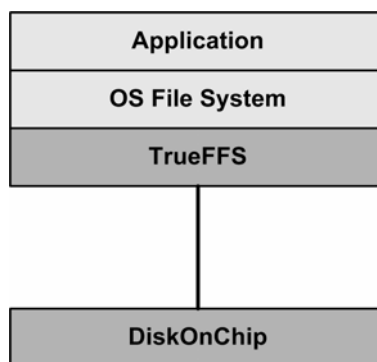 Application
OS File System
TrueFFS
DiskOnChip